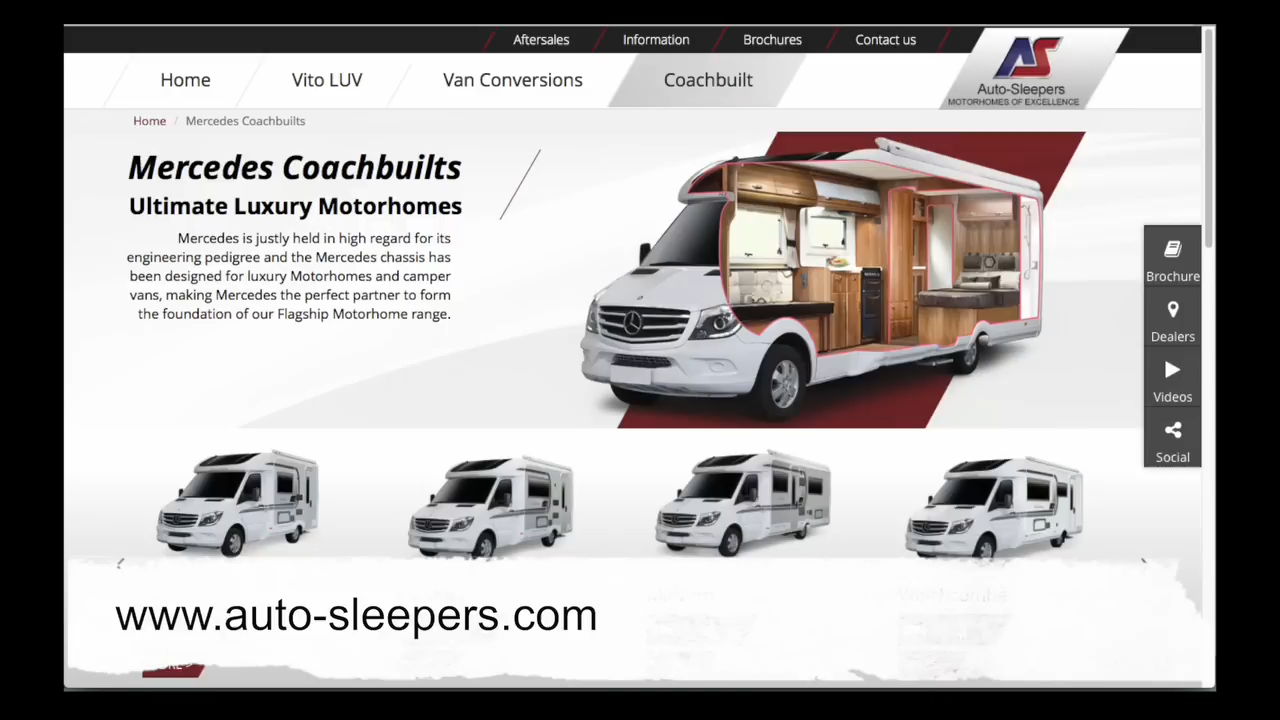 Aftersales
Information
Brochures
Contact us
Home
Vito LUV
Van Conversions
Coachbuilt
AS
Auto-Sleepers
MOTORHOMES OF EXCELLENCE
Home / Mercedes Coachbuilts
Mercedes Coachbuilts
Ultimate Luxury Motorhomes
Mercedes is justly held in high regard for its
engineering pedigree and the Mercedes chassis has
been designed for luxury Motorhomes and camper
vans, making Mercedes the perfect partner to form
the foundation of our Flagship Motorhome range.
Brochure
Dealers
Videos
Social
www.auto-sleepers.com